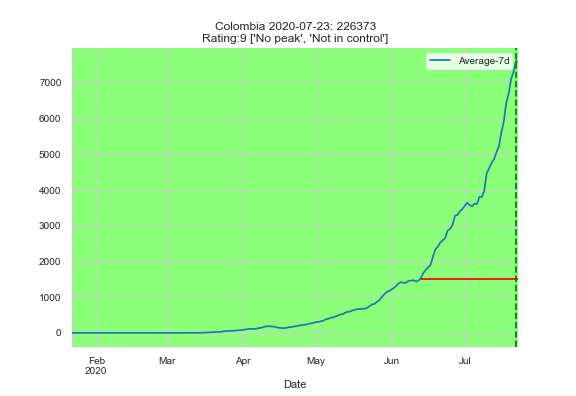 Colombia 2020-07-23: 226373
Rating:9 ['No peak', 'Not in control']
Average-7d
7000
6000
5000
4000
3000
2000
1000
0
Feb
2020
Mar
Apr
May
Jun
Jul
Date